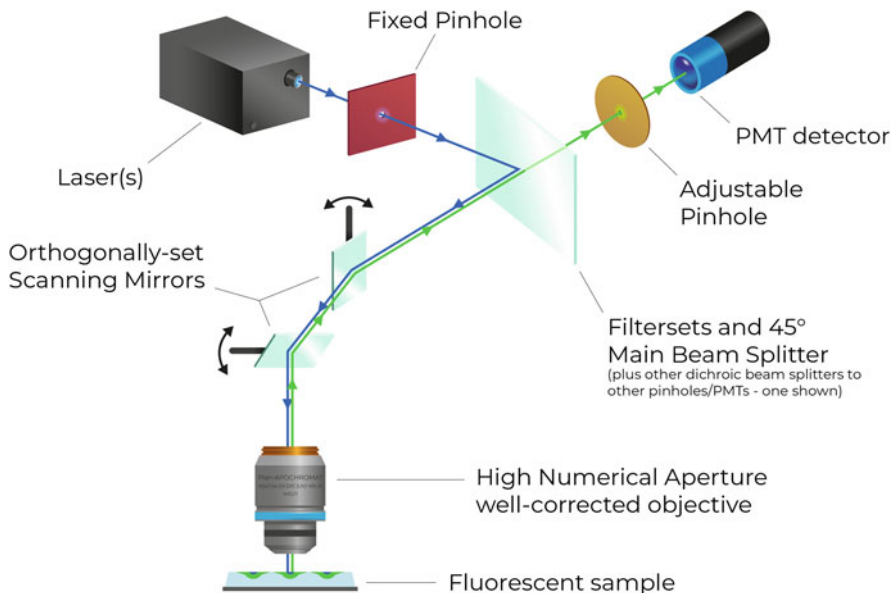 Fixed Pinhole
Laser(s)
PMT detector
Adjustable
Pinhole
Orthogonally-set
Scanning Mirrors
Filtersets and 45°
Main Beam Splitter
(plus other dichroic beam splitters to
other pinholes/PMTs - one shown)
High Numerical Aperture
well-corrected objective
Fluorescent sample